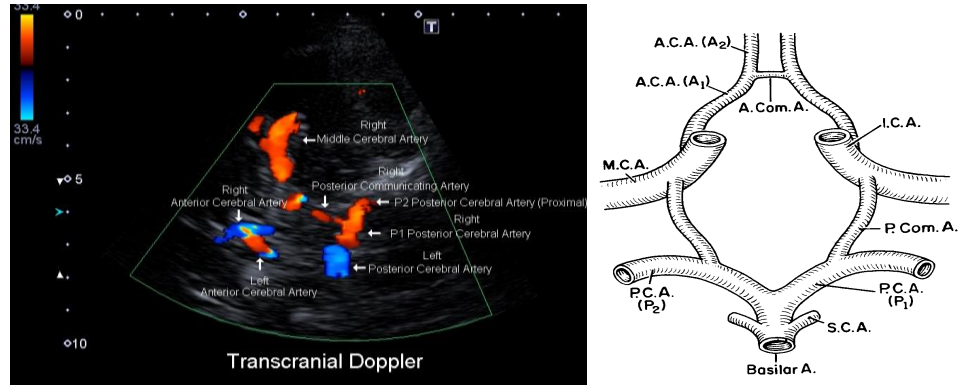 33.4
33.4
cm/s
0
5
10
T
Right
Middle Cerebral Artery
Right
Posterior Communicating Artery
Right
Anterior Cerebral Artery
P2 Posterior Cerebral Artery (Proximal)
Right
P1 Posterior Cerebral Artery
Left
Posterior Cerebral Artery
Left
Anterior Cerebral Artery
Transcranial Doppler
A.C.A. (A2)
A.C.A. (A1)
A.Com.A.
I.C.A.
M.C.A.
P.Com.A.
P.C.A.
(P2)
P.C.A.
(P1)
S.C.A.
Basilar A.